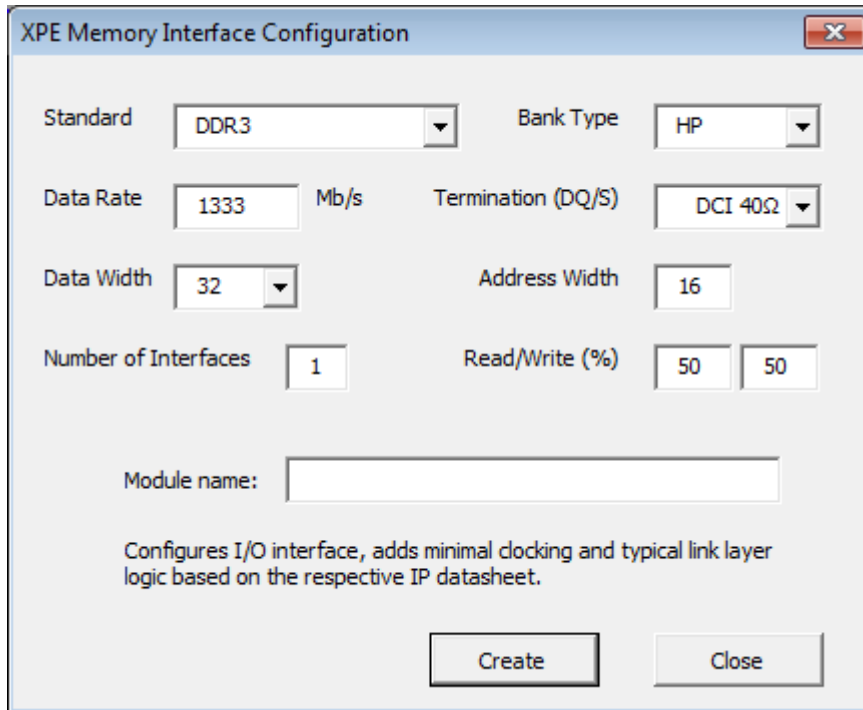 XPE Memory Interface Configuration
Standard DDR3 Bank Type HP
Data Rate 1333 Mb/s Termination (DQ/S) DCI 40Ω
Data Width 32 Address Width 16
Number of Interfaces 1 Read/Write (%) 50 50
Module name:
Configures I/O interface, adds minimal clocking and typical link layer
logic based on the respective IP datasheet.
Create Close